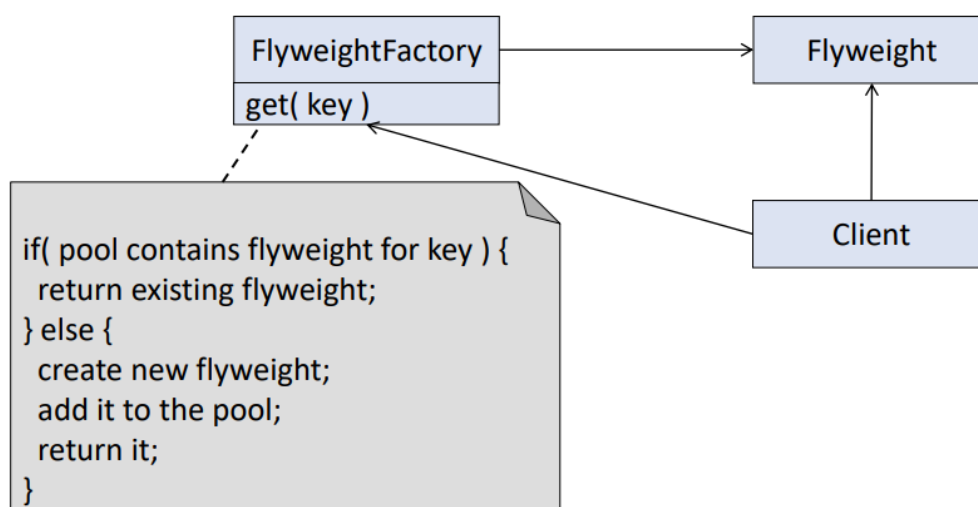 FlyweightFactory
get( key )
Flyweight
Client
if( pool contains flyweight for key ) {
return existing flyweight;
} else {
create new flyweight;
add it to the pool;
return it;
}